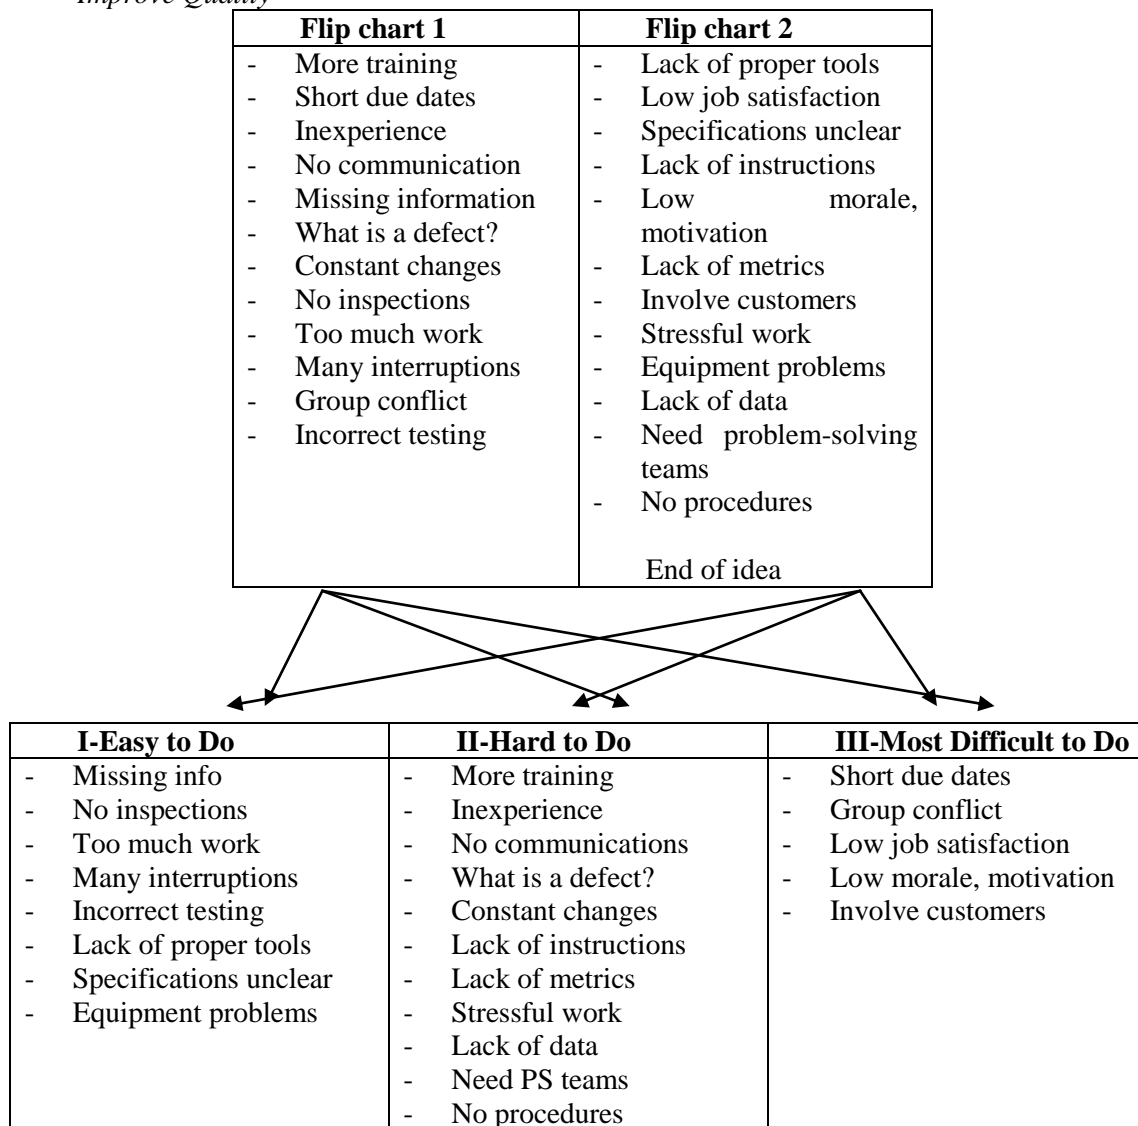 Improve Quality
Flip chart 1
- More training
- Short due dates
- Inexperience
- No communication
- Missing information
- What is a defect?
- Constant changes
- No inspections
- Too much work
- Many interruptions
- Group conflict
- Incorrect testing
Flip chart 2
- Lack of proper tools
- Low job satisfaction
- Specifications unclear
- Lack of instructions
- Low morale,
motivation
- Lack of metrics
- Involve customers
- Stressful work
- Equipment problems
- Lack of data
- Need problem-solving
teams
- No procedures
End of idea
I-Easy to Do
- Missing info
- No inspections
- Too much work
- Many interruptions
- Incorrect testing
- Lack of proper tools
- Specifications unclear
- Equipment problems
II-Hard to Do
- More training
- Inexperience
- No communications
- What is a defect?
- Constant changes
- Lack of instructions
- Lack of metrics
- Stressful work
- Lack of data
- Need PS teams
- No procedures
III-Most Difficult to Do
- Short due dates
- Group conflict
- Low job satisfaction
- Low morale, motivation
- Involve customers